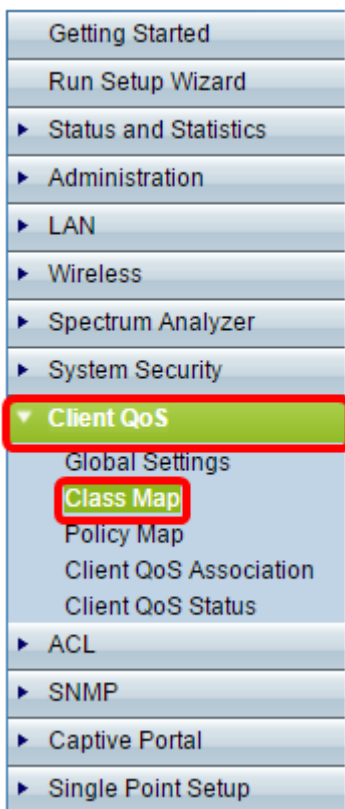 Getting Started
Run Setup Wizard
Status and Statistics
Administration
LAN
Wireless
Spectrum Analyzer
System Security
Client QoS
Global Settings
Class Map
Policy Map
Client QoS Association
Client QoS Status
ACL
SNMP
Captive Portal
Single Point Setup